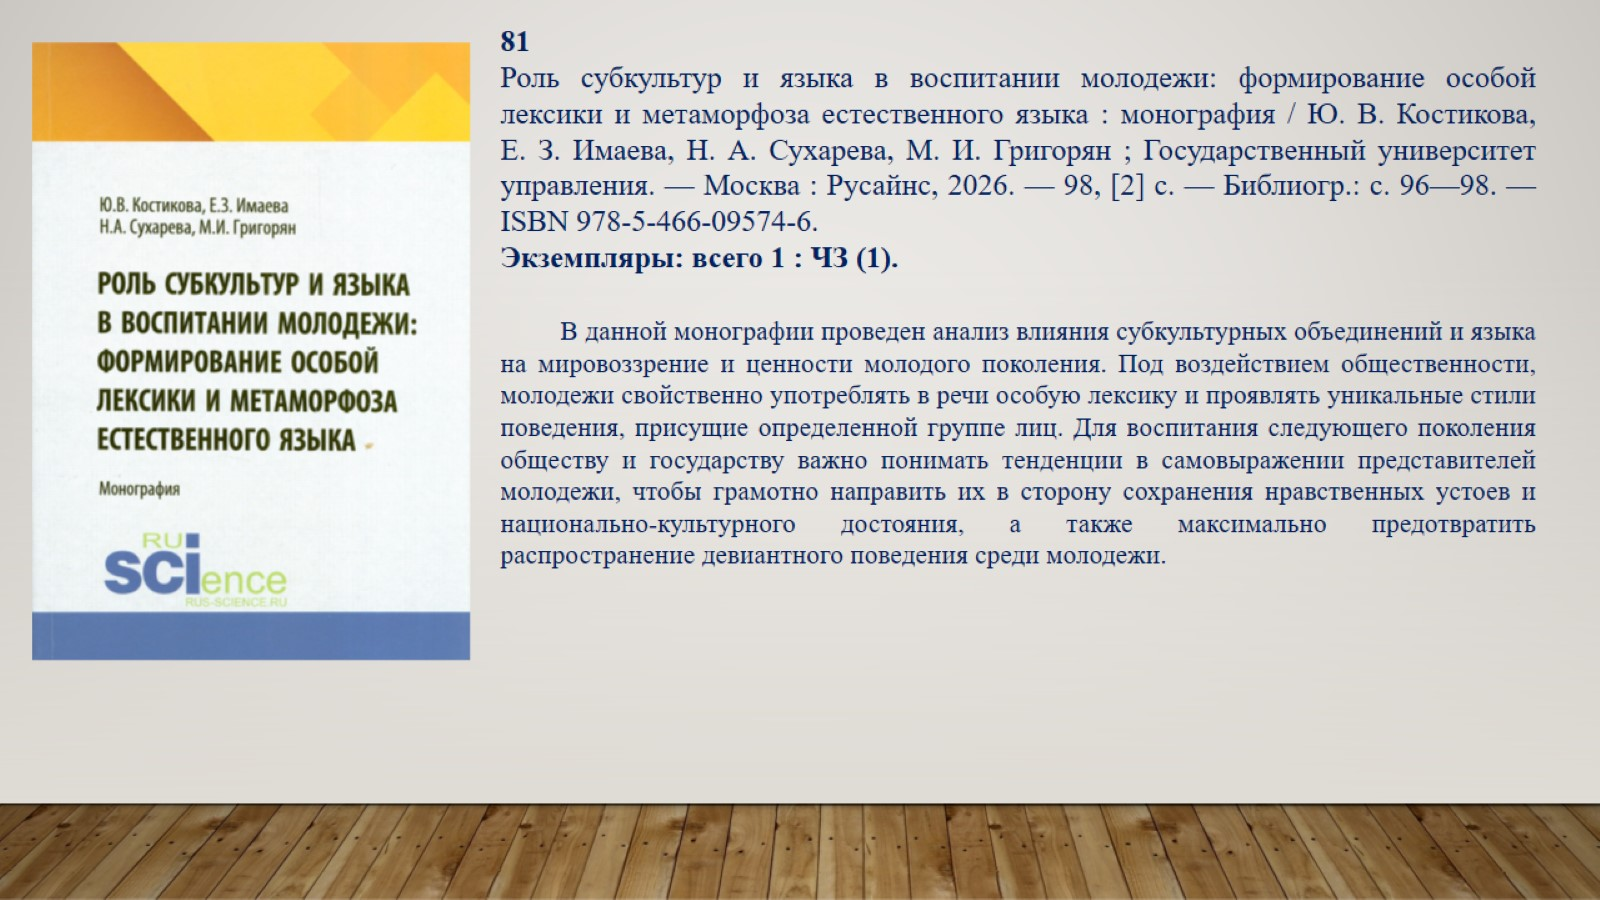 Ю.В. Костикова, Е.З. Имаева
Н.А. Сухарева, М.И. Григорян
РОЛЬ СУБКУЛЬТУР И ЯЗЫКА
В ВОСПИТАНИИ МОЛОДЕЖИ:
ФОРМИРОВАНИЕ ОСОБОЙ
ЛЕКСИКИ И МЕТАМОРФОЗА
ЕСТЕСТВЕННОГО ЯЗЫКА
Монография
RU
science
RUS-SCIENCE.RU
81
Роль субкультур и языка в воспитании молодежи: формирование особой
лексики и метаморфоза естественного языка : монография / Ю. В. Костикова,
Е. З. Имаева, Н. А. Сухарева, М. И. Григорян ; Государственный университет
управления. — Москва : Русайнс, 2026. — 98, [2] с. — Библиогр.: с. 96—98. —
ISBN 978-5-466-09574-6.
Экземпляры: всего 1 : ЧЗ (1).
В данной монографии проведен анализ влияния субкультурных объединений и языка
на мировоззрение и ценности молодого поколения. Под воздействием общественности,
молодежи свойственно употреблять в речи особую лексику и проявлять уникальные стили
поведения, присущие определенной группе лиц. Для воспитания следующего поколения
обществу и государству важно понимать тенденции в самовыражении представителей
молодежи, чтобы грамотно направить их в сторону сохранения нравственных устоев и
национально-культурного достояния, а также максимально предотвратить
распространение девиантного поведения среди молодежи.